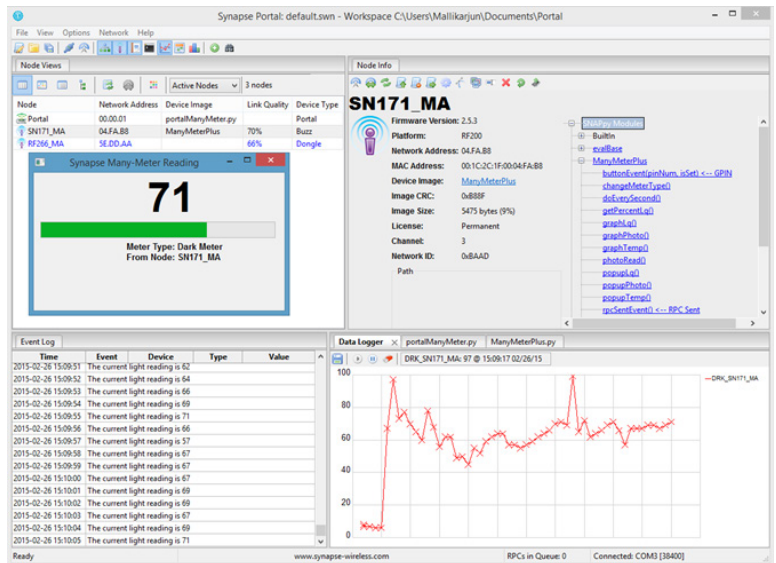 Synapse Portal: default.swn - Workspace C:\Users\Mallikarjun\Documents\Portal
File View Options Network Help
Node Views
Active Nodes 3 nodes
Node Network Address Device Image Link Quality Device Type
Portal 00.00.01 portalManyMeter.py Portal
SN171_MA 04.FA.B8 ManyMeterPlus 70% Buzz
RF266_MA 5E.DD.AA 66% Dongle
Synapse Many-Meter Reading
71
Meter Type: Dark Meter
From Node: SN171_MA
Node Info
SN171_MA
Firmware Version: 2.5.3
Platform: RF200
Network Address: 04.FA.B8
MAC Address: 00:1C:2C:1F:00:04:FA:B8
Device Image: ManyMeterPlus
Image CRC: 0xB88F
Image Size: 5475 bytes (9%)
License: Permanent
Channel: 3
Network ID: 0xBAAD
Path
SNAPpy Modules
Builtin
evalBase
ManyMeterPlus
buttonEvent(pinNum, isSet) <-- GPIN
changeMeterType()
doEverySecond()
getPercentLq()
graphLq()
graphPhoto()
graphTemp()
photoRead()
popupLq()
popupPhoto()
popupTemp()
rpcSentEvent() <-- RPC Sent
Event Log
Time Event Device Type Value
2015-02-26 15:09:51 The current light reading is 62
2015-02-26 15:09:52 The current light reading is 64
2015-02-26 15:09:53 The current light reading is 66
2015-02-26 15:09:54 The current light reading is 69
2015-02-26 15:09:55 The current light reading is 71
2015-02-26 15:09:56 The current light reading is 66
2015-02-26 15:09:57 The current light reading is 57
2015-02-26 15:09:58 The current light reading is 67
2015-02-26 15:09:59 The current light reading is 67
2015-02-26 15:10:00 The current light reading is 67
2015-02-26 15:10:01 The current light reading is 69
2015-02-26 15:10:02 The current light reading is 69
2015-02-26 15:10:03 The current light reading is 67
2015-02-26 15:10:04 The current light reading is 69
2015-02-26 15:10:05 The current light reading is 71
Data Logger portalManyMeter.py ManyMeterPlus.py
DRK_SN171_MA: 97 @ 15:09:17 02/26/15
100
80
60
40
20
0
DRK_SN171_MA
Ready www.synapse-wireless.com RPCs in Queue: 0 Connected: COM3 [38400]